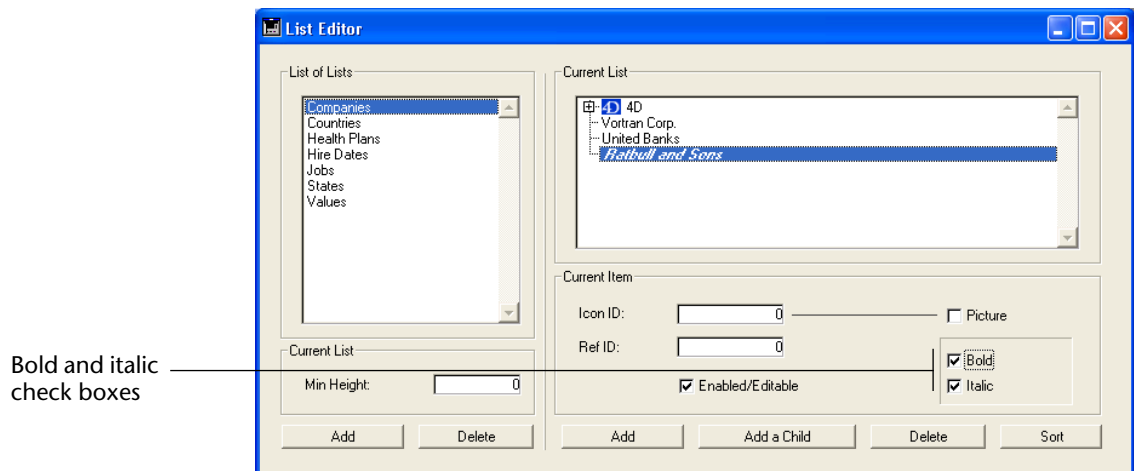 List Editor
List of Lists
Companies
Countries
Health Plans
Hire Dates
Jobs
States
Values
Current List
Min Height: 0
Add Delete
Current List
4D 4D
Vortran Corp.
United Banks
Ratbull and Sons
Current Item
Icon ID: 0 Picture
Ref ID: 0
Bold
Enabled/Editable Italic
Add Add a Child Delete Sort
Bold and italic
check boxes